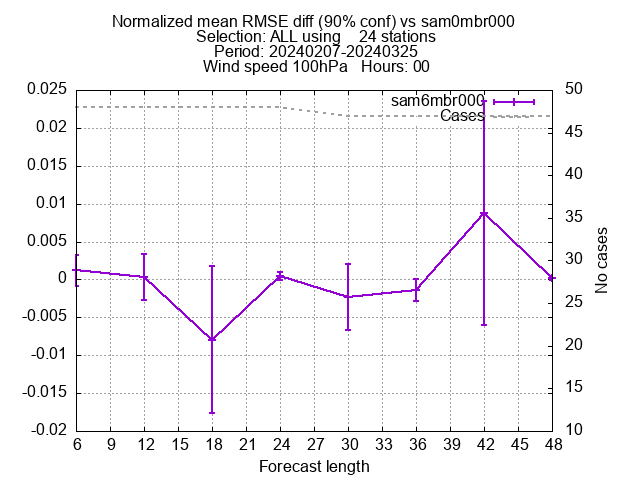 Normalized mean RMSE diff (90% conf) vs sam0mbr000
Selection: ALL using 24 stations
Period: 20240207-20240325
Wind speed 100hPa Hours: 00
sam6mbr000
Cases
0.025
0.02
0.015
0.01
0.005
0
-0.005
-0.01
-0.015
-0.02
50
45
40
35
30
25
20
15
10
No cases
6 9 12 15 18 21 24 27 30 33 36 39 42 45 48
Forecast length